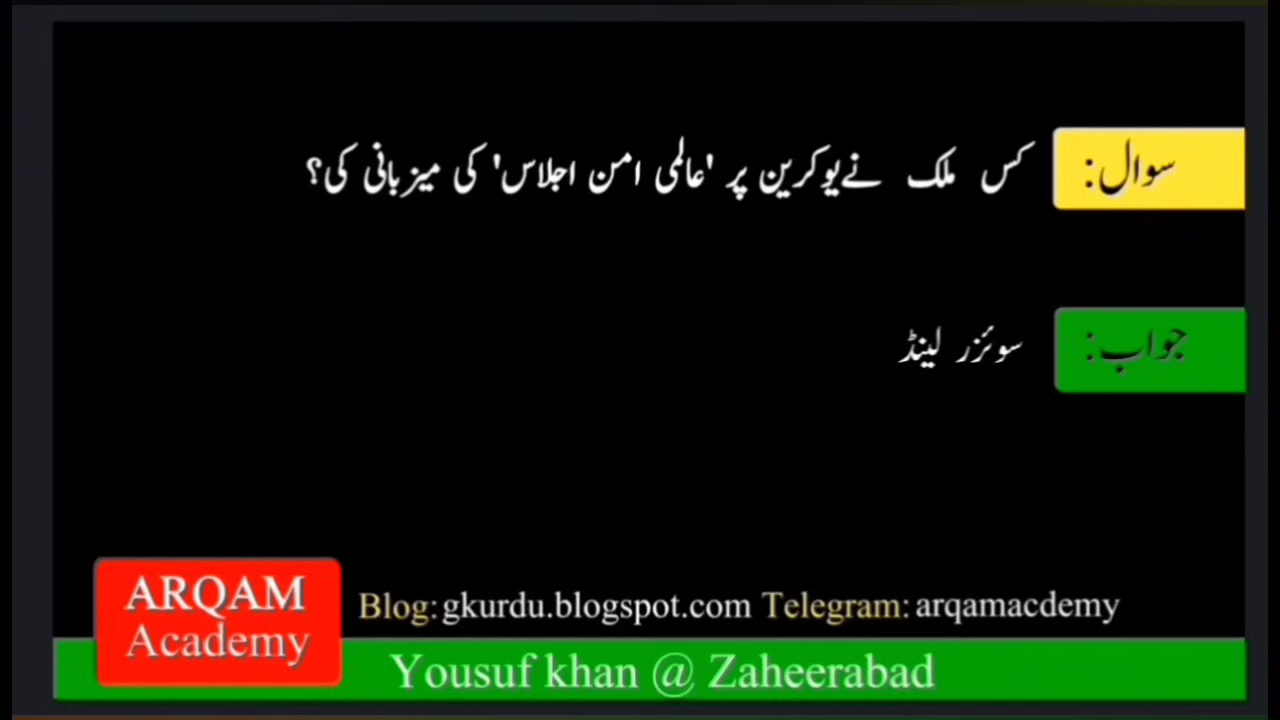 سوال: کس ملک نے یوکرین پر 'عالمی امن اجلاس' کی میزبانی کی؟
جواب: سوئزر لینڈ
ARQAM
Academy
Blog: gkurdu.blogspot.com Telegram: arqamacdemy
Yousuf khan @ Zaheerabad